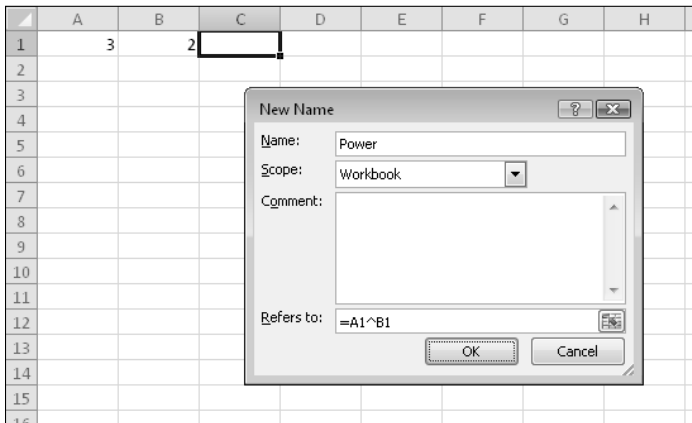 A B C D E F G H
1 3 2
2
3
4
5
6
7
8
9
10
11
12
13
14
15
16
New Name
?
Name: Power
Scope: Workbook
Comment:
Refers to: =A1^B1
OK Cancel